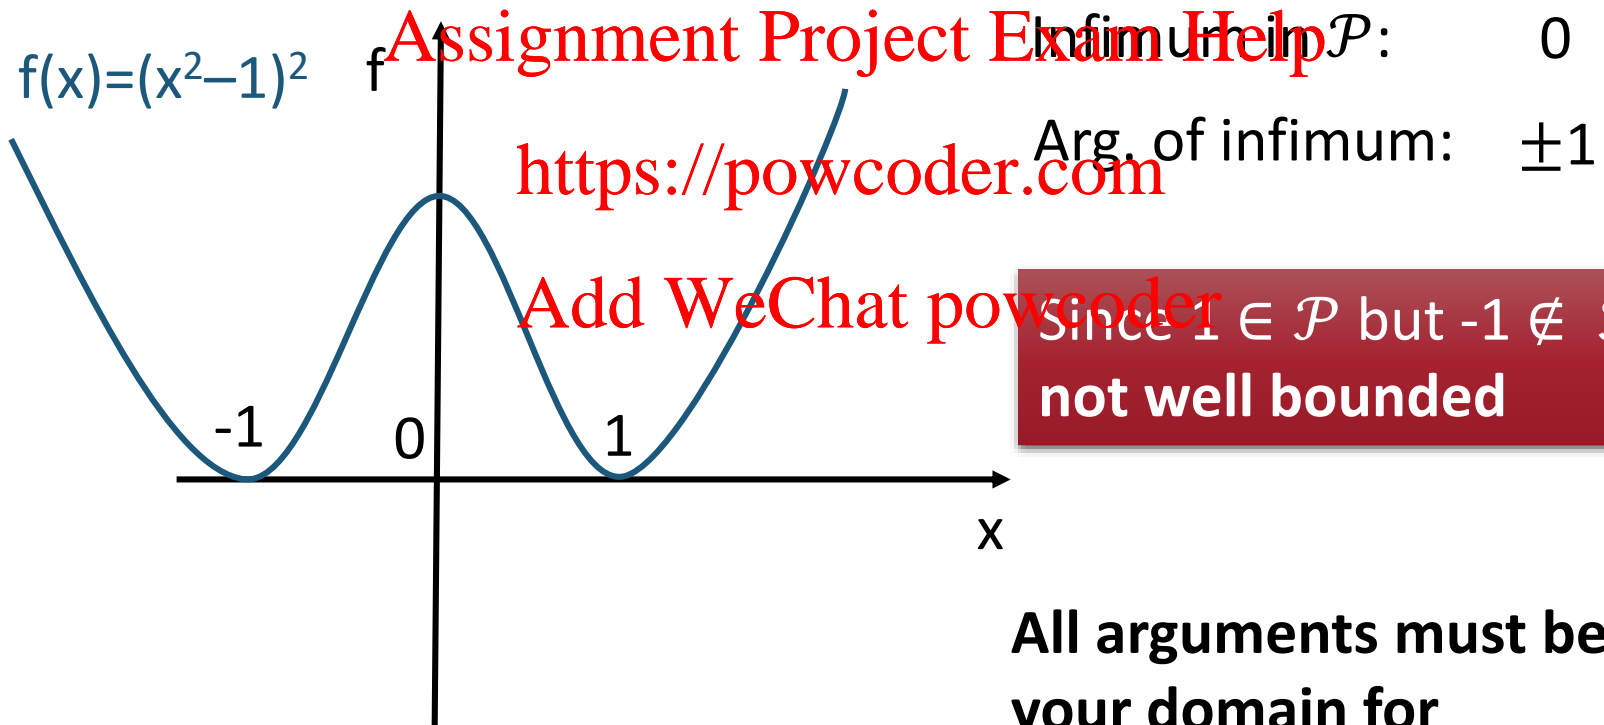 Assignment Project Exam Help
Infimum in 𝒫: 0
f(x)=(x²–1)²
f
Arg. of infimum: ±1
https://powcoder.com
Add WeChat powcoder
Since 1 ∈ 𝒫 but -1 ∉
not well bounded
-1
0
1
x
All arguments must be
your domain for